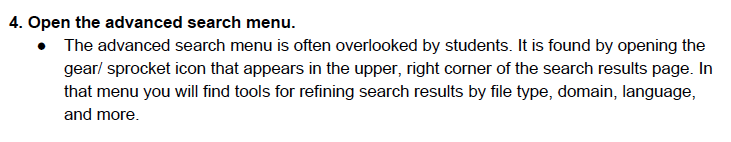 4. Open the advanced search menu.
● The advanced search menu is often overlooked by students. It is found by opening the
gear/ sprocket icon that appears in the upper, right corner of the search results page. In
that menu you will find tools for refining search results by file type, domain, language,
and more.